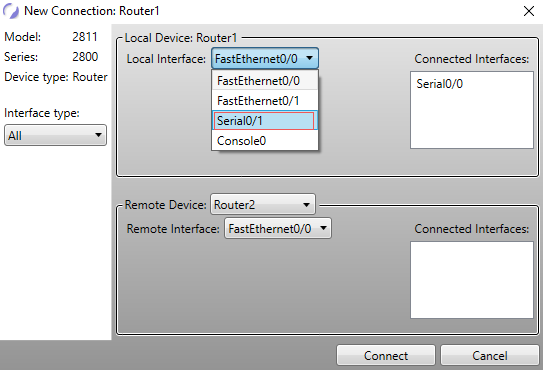 New Connection: Router1
Model: 2811
Series: 2800
Device type: Router
Interface type:
All
Local Device: Router1
Local Interface: FastEthernet0/0
FastEthernet0/0
FastEthernet0/1
Serial0/1
Console0
Connected Interfaces:
Serial0/0
Remote Device: Router2
Remote Interface: FastEthernet0/0
Connected Interfaces:
Connect
Cancel